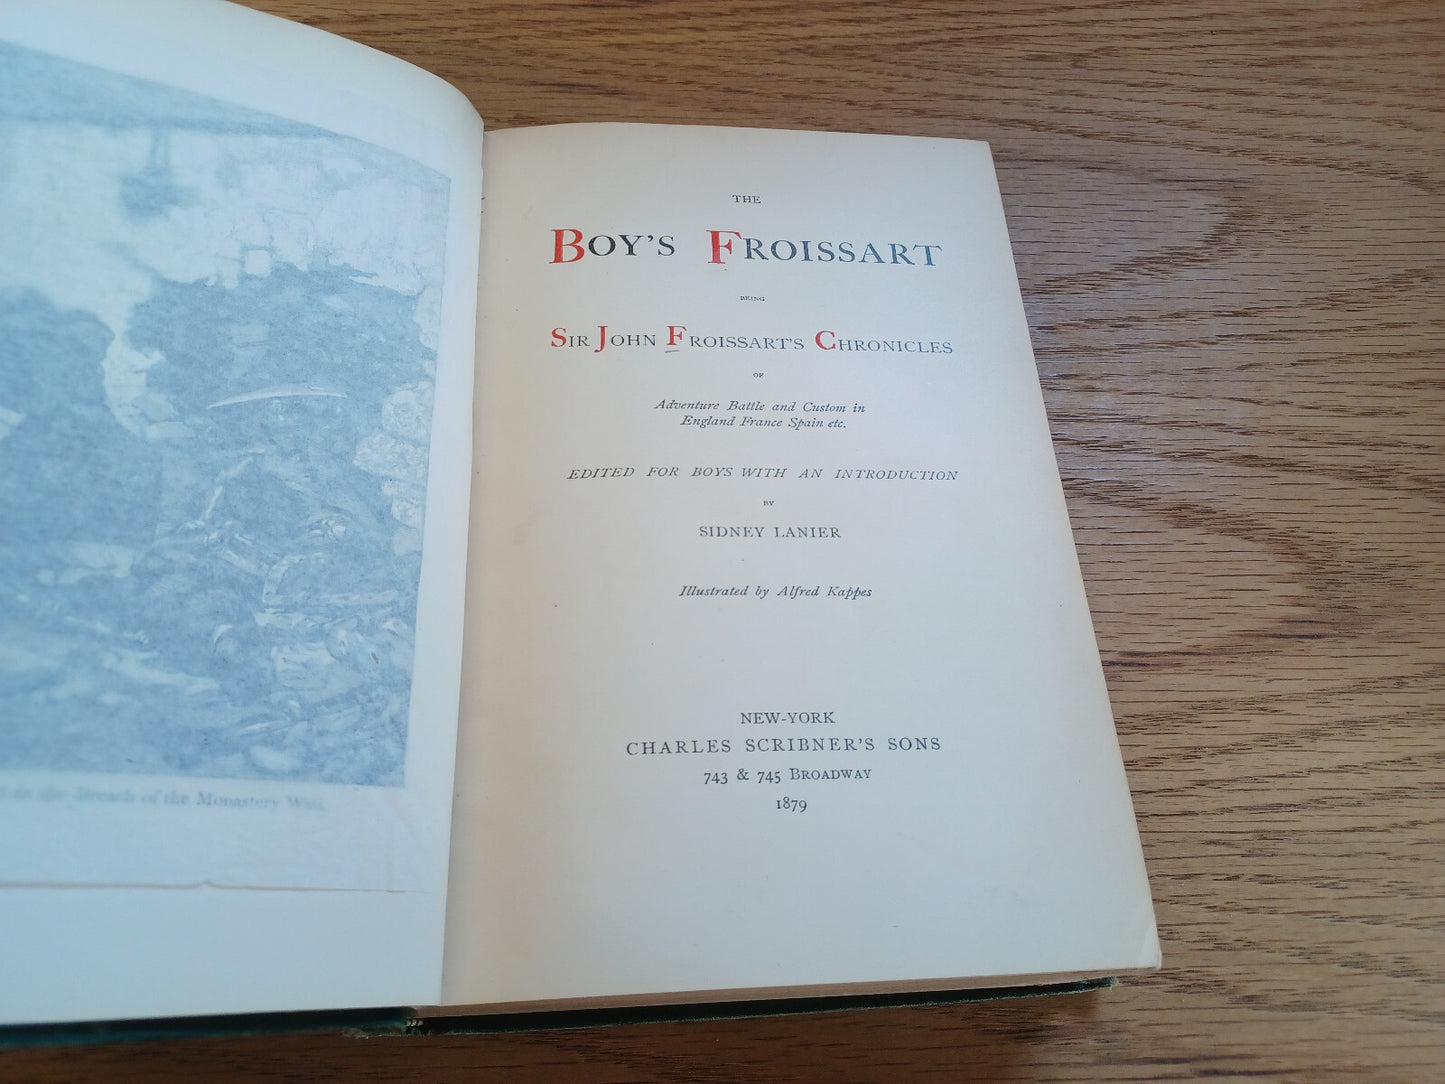 Breach of the Monastery Wall.
THE
BOY'S FROISSART
BEING
SIR JOHN FROISSART'S CHRONICLES
OF
Adventure Battle and Custom in
England France Spain etc.
EDITED FOR BOYS WITH AN INTRODUCTION
BY
SIDNEY LANIER
Illustrated by Alfred Kappes
NEW-YORK
CHARLES SCRIBNER'S SONS
743 & 745 BROADWAY
1879